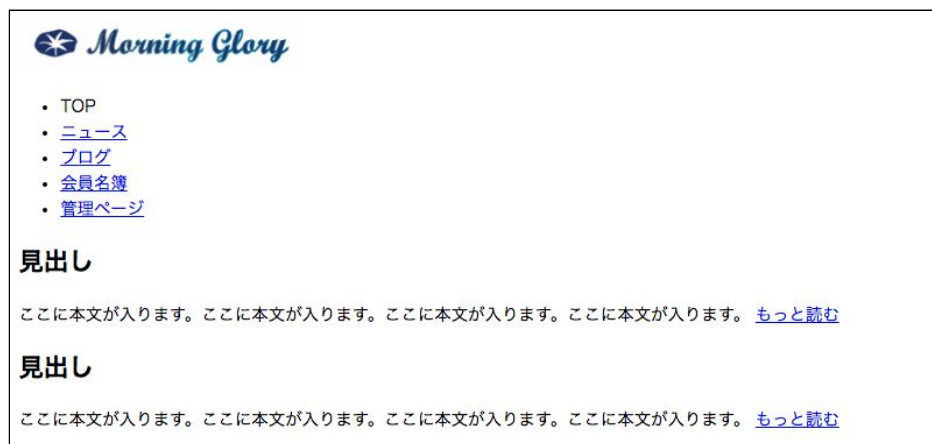 Morning Glory
TOP
ニュース
ブログ
会員名簿
管理ページ
見出し
ここに本文が入ります。ここに本文が入ります。ここに本文が入ります。ここに本文が入ります。 もっと読む
見出し
ここに本文が入ります。ここに本文が入ります。ここに本文が入ります。ここに本文が入ります。 もっと読む